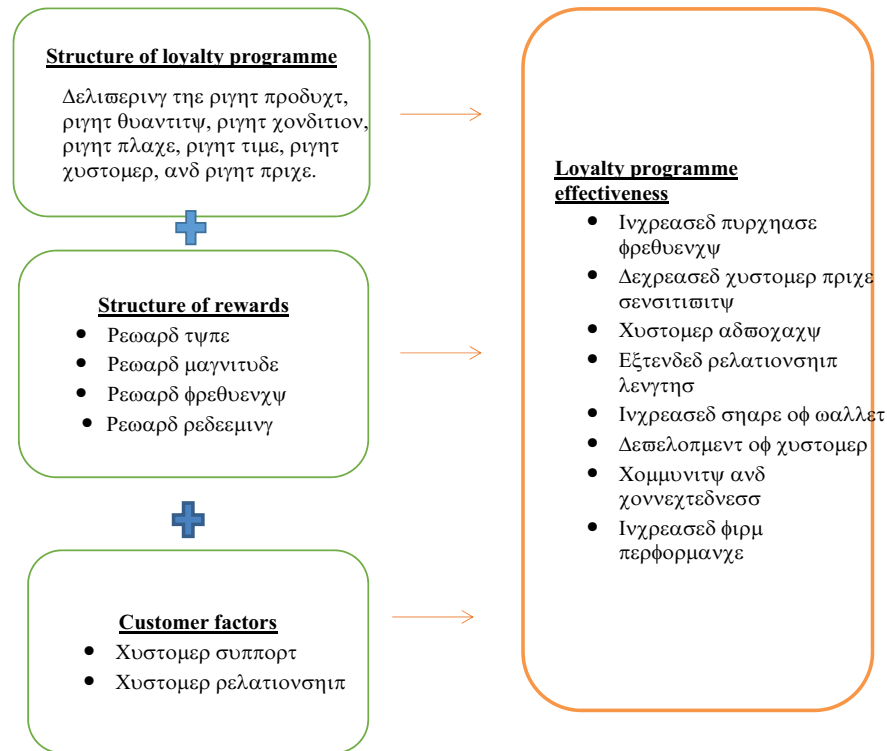 Structure of loyalty programme
Δελιϖερινγ τηε ριγητ προδυχτ,
ριγητ θυαντιτψ, ριγητ χονδιτιον,
ριγητ πλαχε, ριγητ τιμε, ριγητ
χυστομερ, ανδ ριγητ πριχε.
Structure of rewards
• Ρεωαρδ τψπε
• Ρεωαρδ μαγνιτυδε
• Ρεωαρδ φρεθυενχψ
• Ρεωαρδ ρεδεεμινγ
Customer factors
• Χυστομερ συππορτ
• Χυστομερ ρελατιονσηιπ
Loyalty programme
effectiveness
• Ινχρεασεδ πυρχηασε
φρεθυενχψ
• Δεχρεασεδ χυστομερ πριχε
σενσιτιϖιτψ
• Χυστομερ αδϖοχαχψ
• Εξτενδεδ ρελατιονσηιπ
λενγτησ
• Ινχρεασεδ σηαρε οφ ωαλλετ
• Δεϖελοπμεντ οφ χυστομερ
• Χομμυνιτψ ανδ
χοννεχτεδνεσσ
• Ινχρεασεδ φιρμ
περφορμανχε